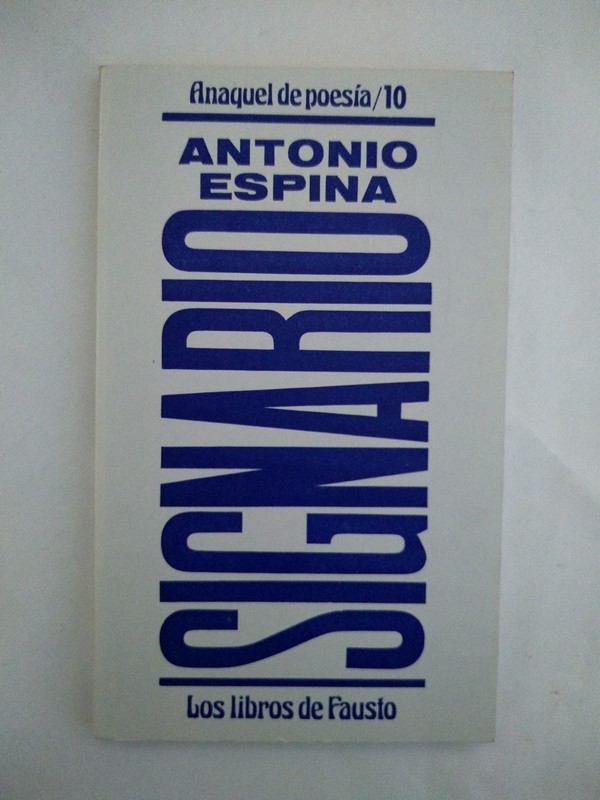 Anaquel de poesía/10
ANTONIO
ESPINA
SIGNARIO
Los libros de Fausto